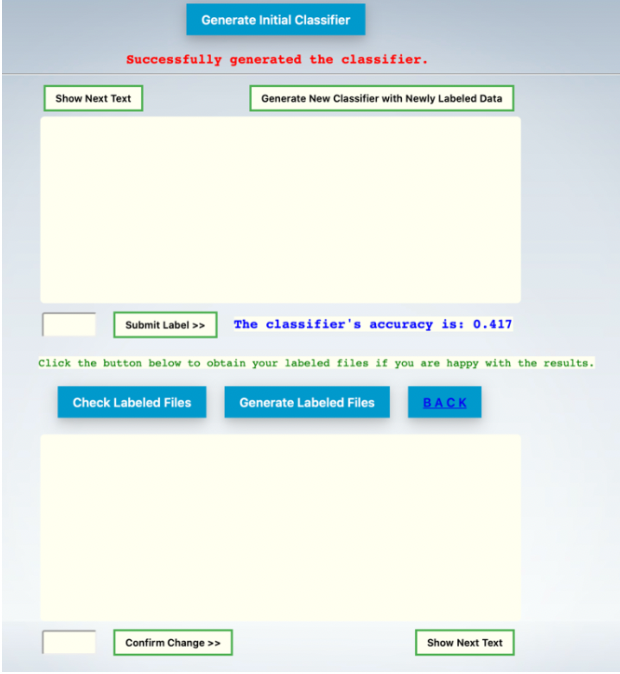 Generate Initial Classifier
Successfully generated the classifier.
Show Next Text
Generate New Classifier with Newly Labeled Data
Submit Label >>
The classifier's accuracy is: 0.417
Click the button below to obtain your labeled files if you are happy with the results.
Check Labeled Files
Generate Labeled Files
B A C K
Confirm Change >>
Show Next Text